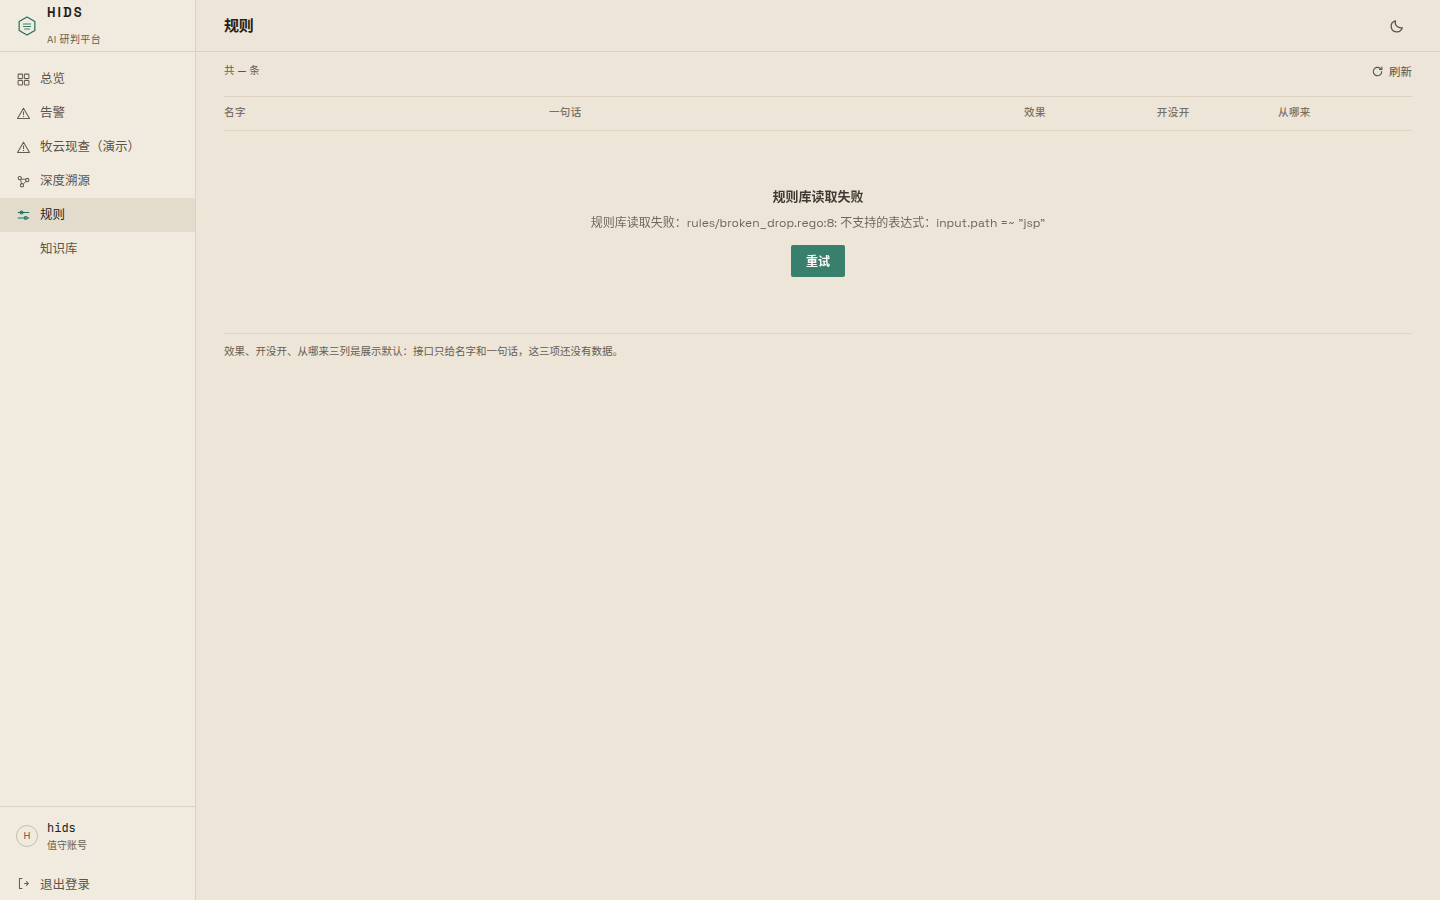 HIDS
AI 研判平台
总览
告警
牧云现查（演示）
深度溯源
规则
知识库
H
hids
值守账号
退出登录
规则
共 — 条
刷新
名字 一句话 效果 开没开 从哪来
规则库读取失败
规则库读取失败：rules/broken_drop.rego:8: 不支持的表达式：input.path =~ "jsp"
重试
效果、开没开、从哪来三列是展示默认：接口只给名字和一句话，这三项还没有数据。